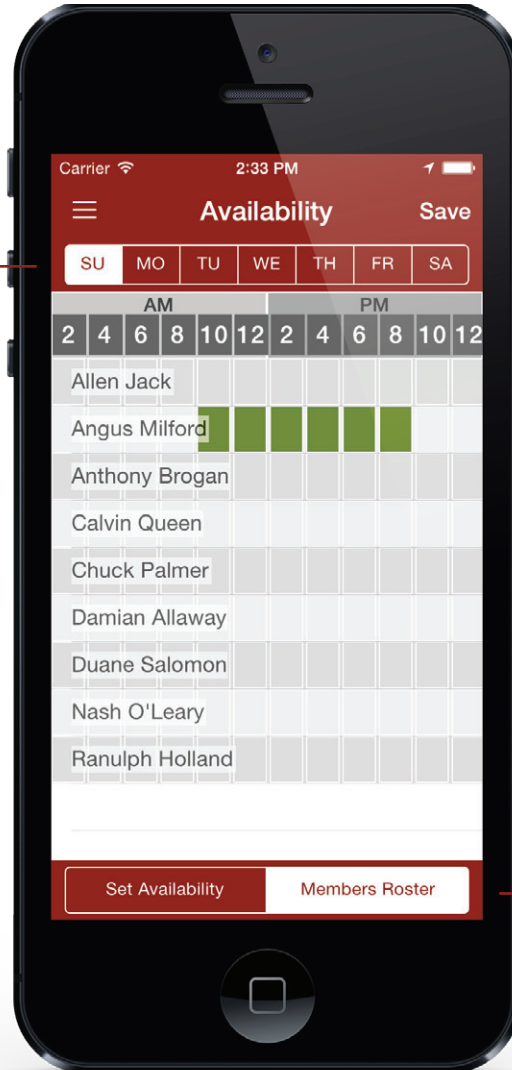 Carrier 2:33 PM
Availability Save
SU MO TU WE TH FR SA
AM PM
2 4 6 8 10 12 2 4 6 8 10 12
Allen Jack
Angus Milford
Anthony Brogan
Calvin Queen
Chuck Palmer
Damian Allaway
Duane Salomon
Nash O'Leary
Ranulph Holland
Set Availability Members Roster